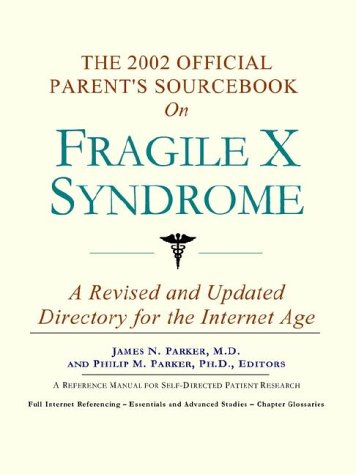 THE 2002 OFFICIAL
PARENT'S SOURCEBOOK
On
FRAGILE X
SYNDROME
A Revised and Updated
Directory for the Internet Age
JAMES N. PARKER, M.D.
AND PHILIP M. PARKER, PH.D., EDITORS
A REFERENCE MANUAL FOR SELF-DIRECTED PATIENT RESEARCH
Full Internet Referencing – Essentials and Advanced Studies – Chapter Glossaries